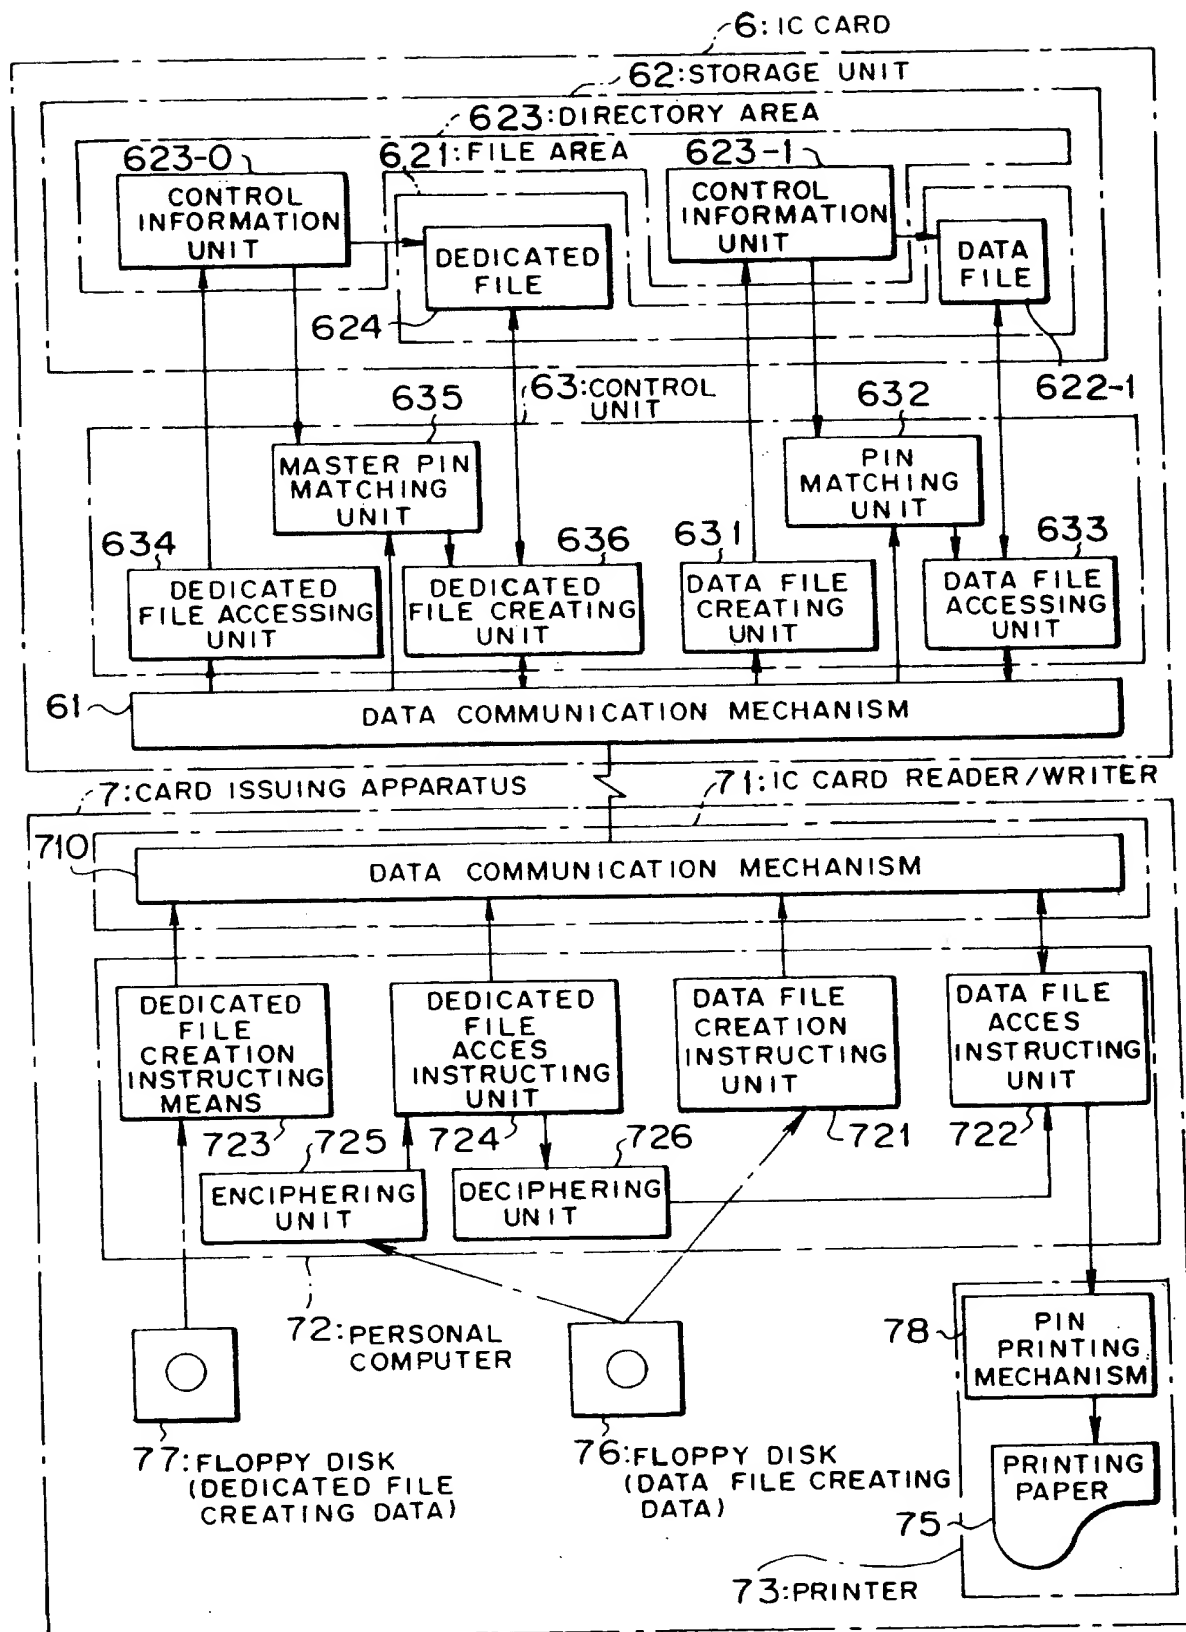 6: IC CARD
62: STORAGE UNIT
623: DIRECTORY AREA
623-0
621: FILE AREA
623-1
CONTROL
INFORMATION
UNIT
CONTROL
INFORMATION
UNIT
DEDICATED
FILE
DATA
FILE
624
622-1
635
63: CONTROL
UNIT
632
MASTER PIN
MATCHING
UNIT
PIN
MATCHING
UNIT
634
636
631
633
DEDICATED
FILE ACCESSING
UNIT
DEDICATED
FILE CREATING
UNIT
DATA FILE
CREATING
UNIT
DATA FILE
ACCESSING
UNIT
61
DATA COMMUNICATION MECHANISM
7: CARD ISSUING APPARATUS
71: IC CARD READER/WRITER
710
DATA COMMUNICATION MECHANISM
DEDICATED
FILE
CREATION
INSTRUCTING
MEANS
DEDICATED
FILE
ACCES
INSTRUCTING
UNIT
DATA FILE
CREATION
INSTRUCTING
UNIT
DATA FILE
ACCES
INSTRUCTING
UNIT
723
725
724
726
721
722
ENCIPHERING
UNIT
DECIPHERING
UNIT
72: PERSONAL
COMPUTER
78
PIN
PRINTING
MECHANISM
77: FLOPPY DISK
(DEDICATED FILE
CREATING DATA)
76: FLOPPY DISK
(DATA FILE CREATING
DATA)
PRINTING
PAPER
75
73: PRINTER